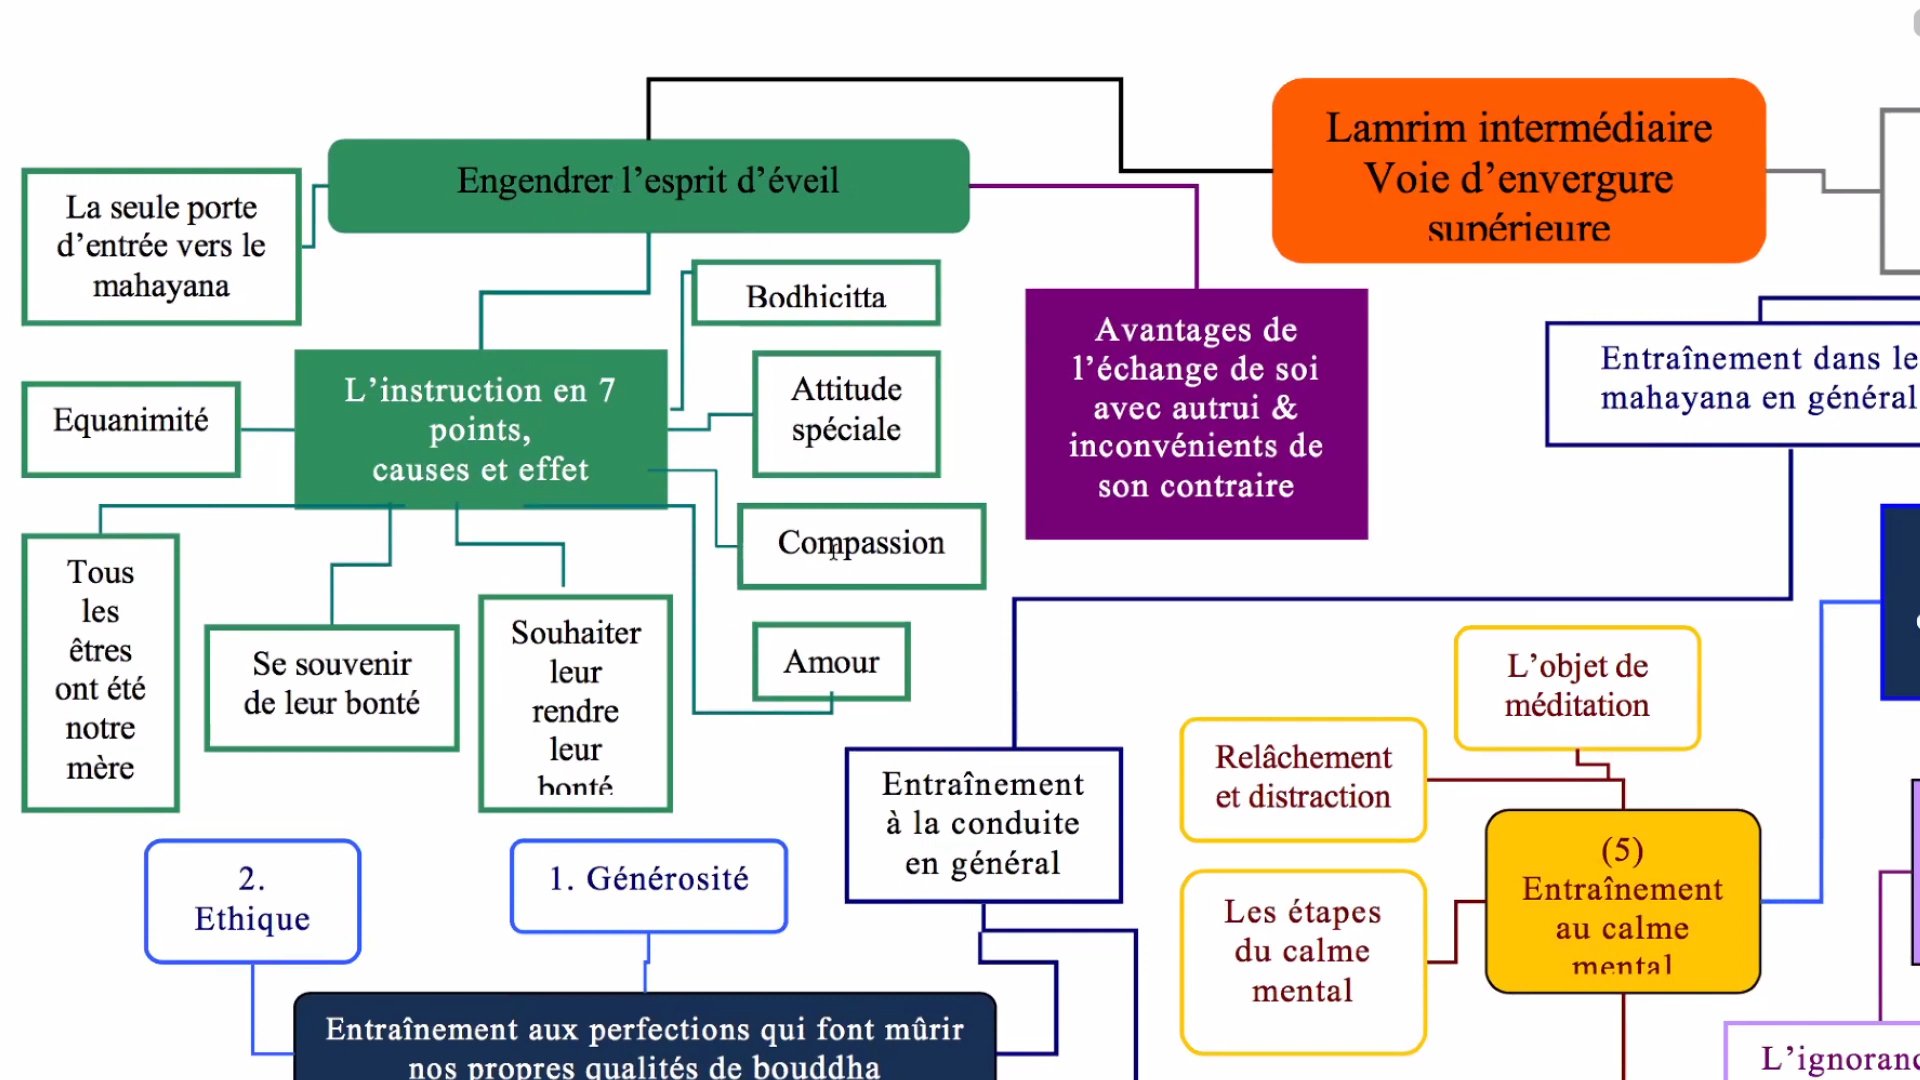 Lamrim intermédiaire
Voie d’envergure
supérieure
Engendrer l’esprit d’éveil
La seule porte
d’entrée vers le
mahayana
Bodhicitta
Avantages de
l’échange de soi
avec autrui &
inconvénients de
son contraire
Entraînement dans le
mahayana en général
L’instruction en 7
points,
causes et effet
Attitude
spéciale
Equanimité
Compassion
Tous
les
êtres
ont été
notre
mère
Se souvenir
de leur bonté
Souhaiter
leur
rendre
leur
bonté
Amour
L’objet de
méditation
Relâchement
et distraction
Entraînement
à la conduite
en général
(5)
Entraînement
au calme
mental
2.
Ethique
1. Générosité
Les étapes
du calme
mental
Entraînement aux perfections qui font mûrir
nos propres qualités de bouddha
L’ignoranc